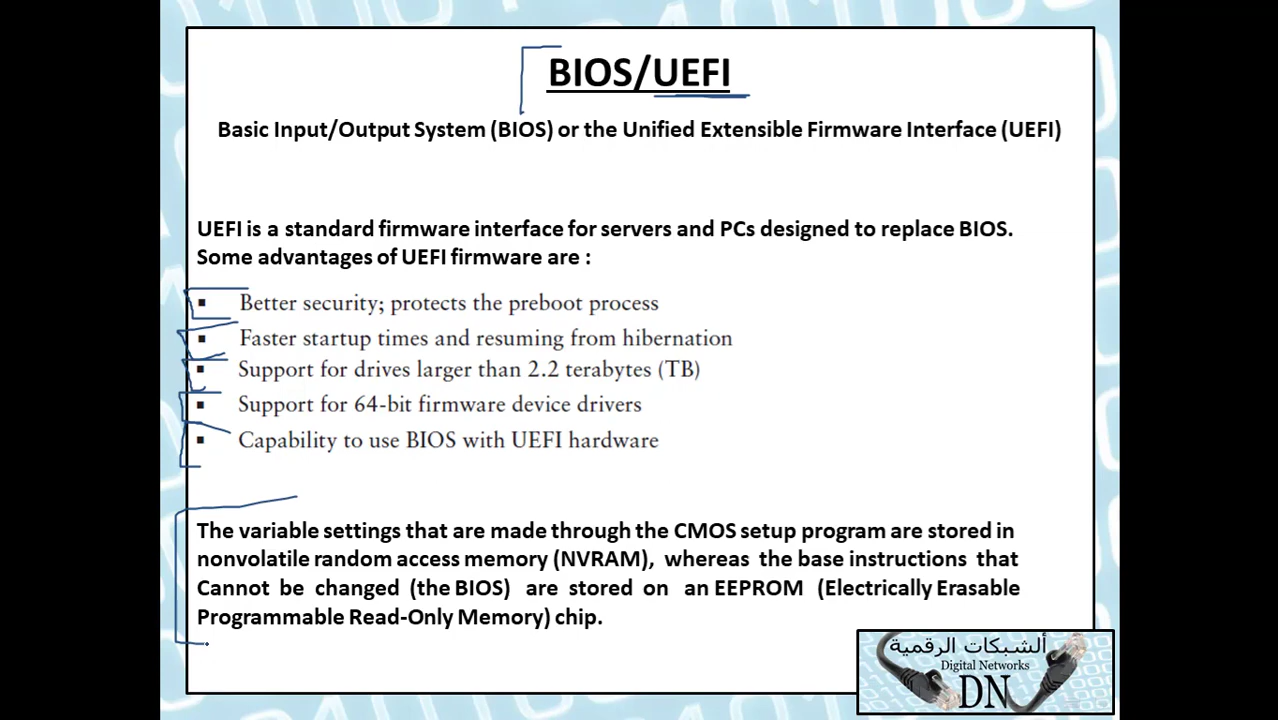 BIOS/UEFI
Basic Input/Output System (BIOS) or the Unified Extensible Firmware Interface (UEFI)
UEFI is a standard firmware interface for servers and PCs designed to replace BIOS.
Some advantages of UEFI firmware are :
▪ Better security; protects the preboot process
▪ Faster startup times and resuming from hibernation
▪ Support for drives larger than 2.2 terabytes (TB)
▪ Support for 64-bit firmware device drivers
▪ Capability to use BIOS with UEFI hardware
The variable settings that are made through the CMOS setup program are stored in
nonvolatile random access memory (NVRAM), whereas the base instructions that
Cannot be changed (the BIOS) are stored on an EEPROM (Electrically Erasable
Programmable Read-Only Memory) chip.
ألشبكات الرقمية
Digital Networks
DN